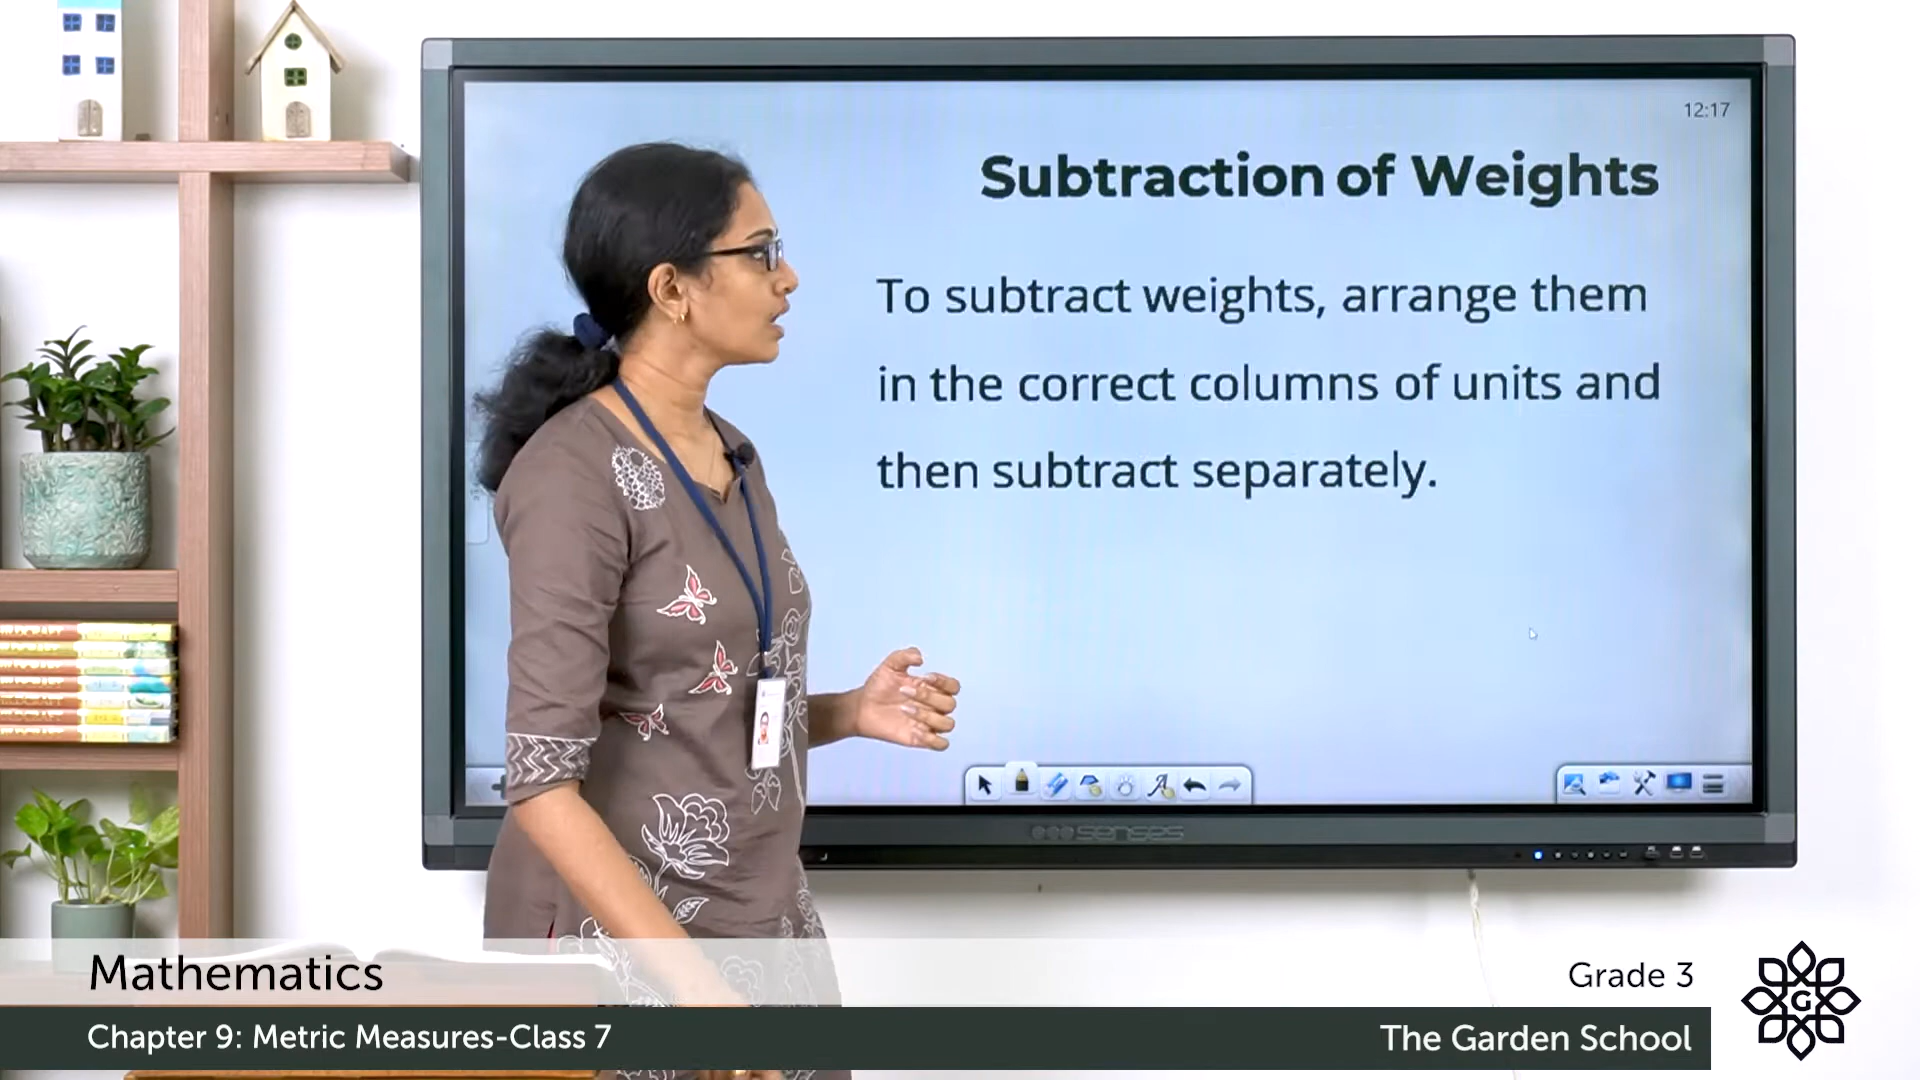 12:17
Subtraction of Weights
To subtract weights, arrange them
in the correct columns of units and
then subtract separately.
ecosenses
Mathematics
Grade 3
Chapter 9: Metric Measures-Class 7
The Garden School
G